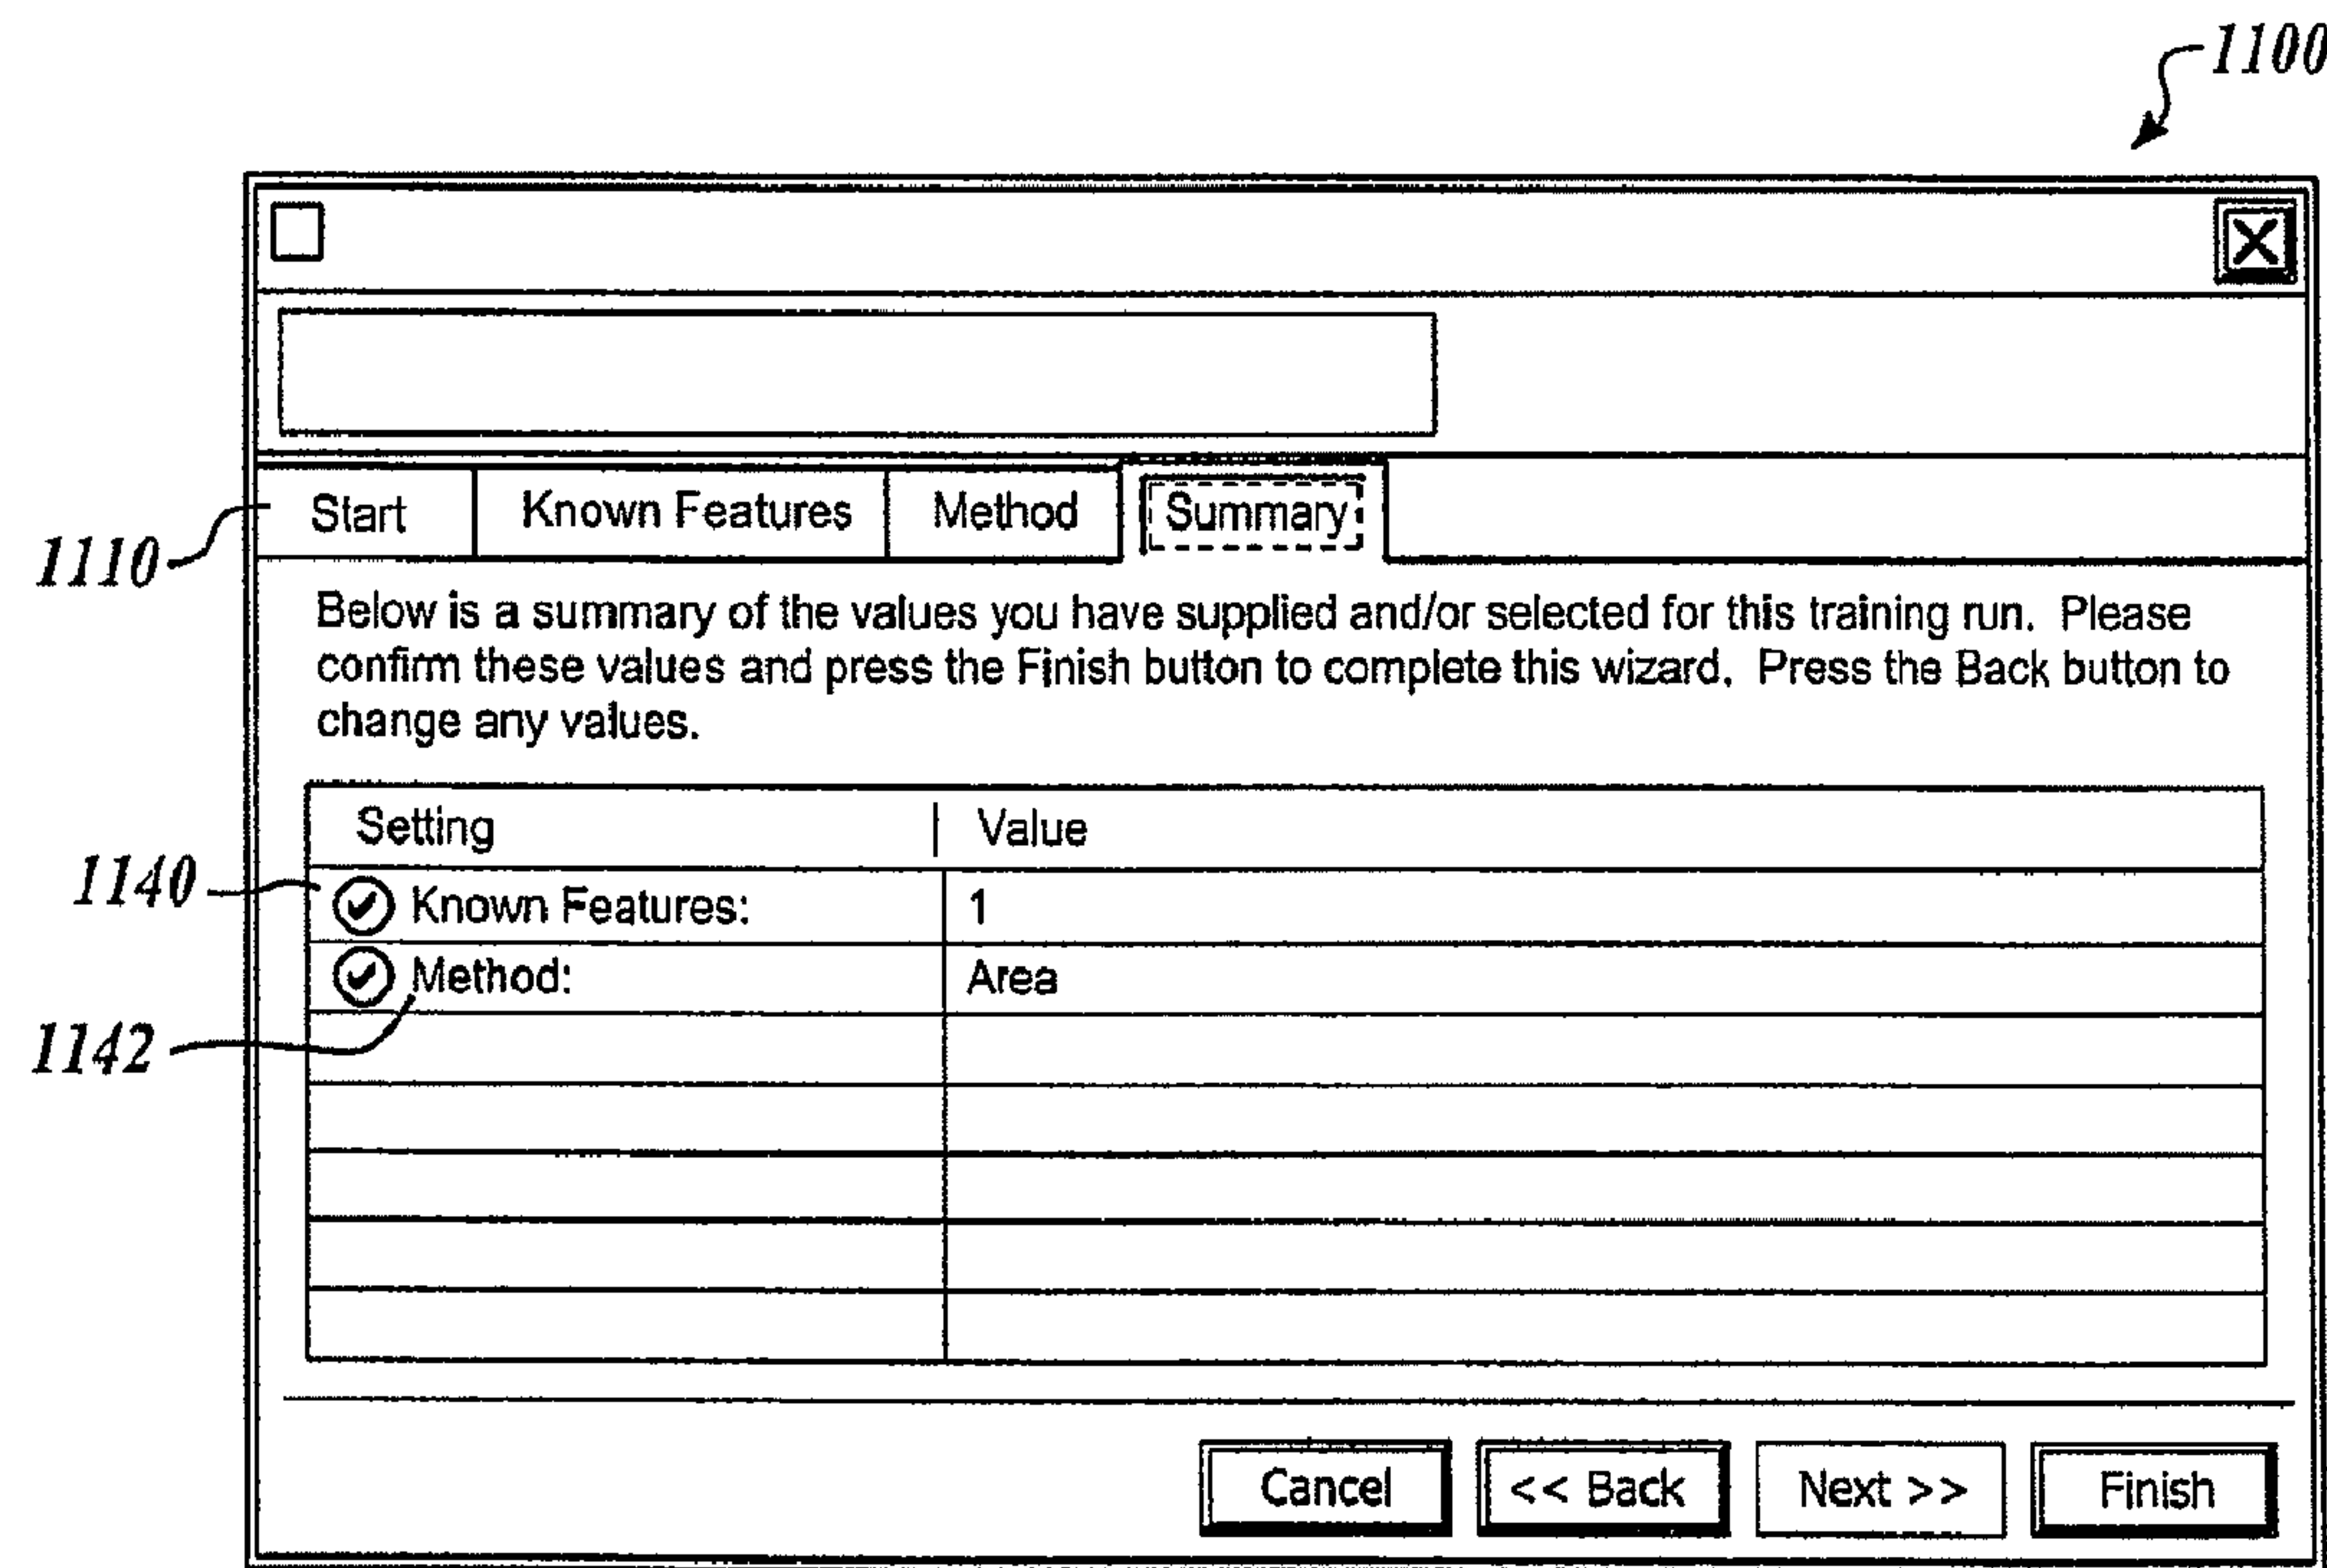 1100
Start Known Features Method Summary
1110
Below is a summary of the values you have supplied and/or selected for this training run. Please
confirm these values and press the Finish button to complete this wizard. Press the Back button to
change any values.
Setting Value
1140
Known Features: 1
Method: Area
1142
Cancel << Back Next >> Finish